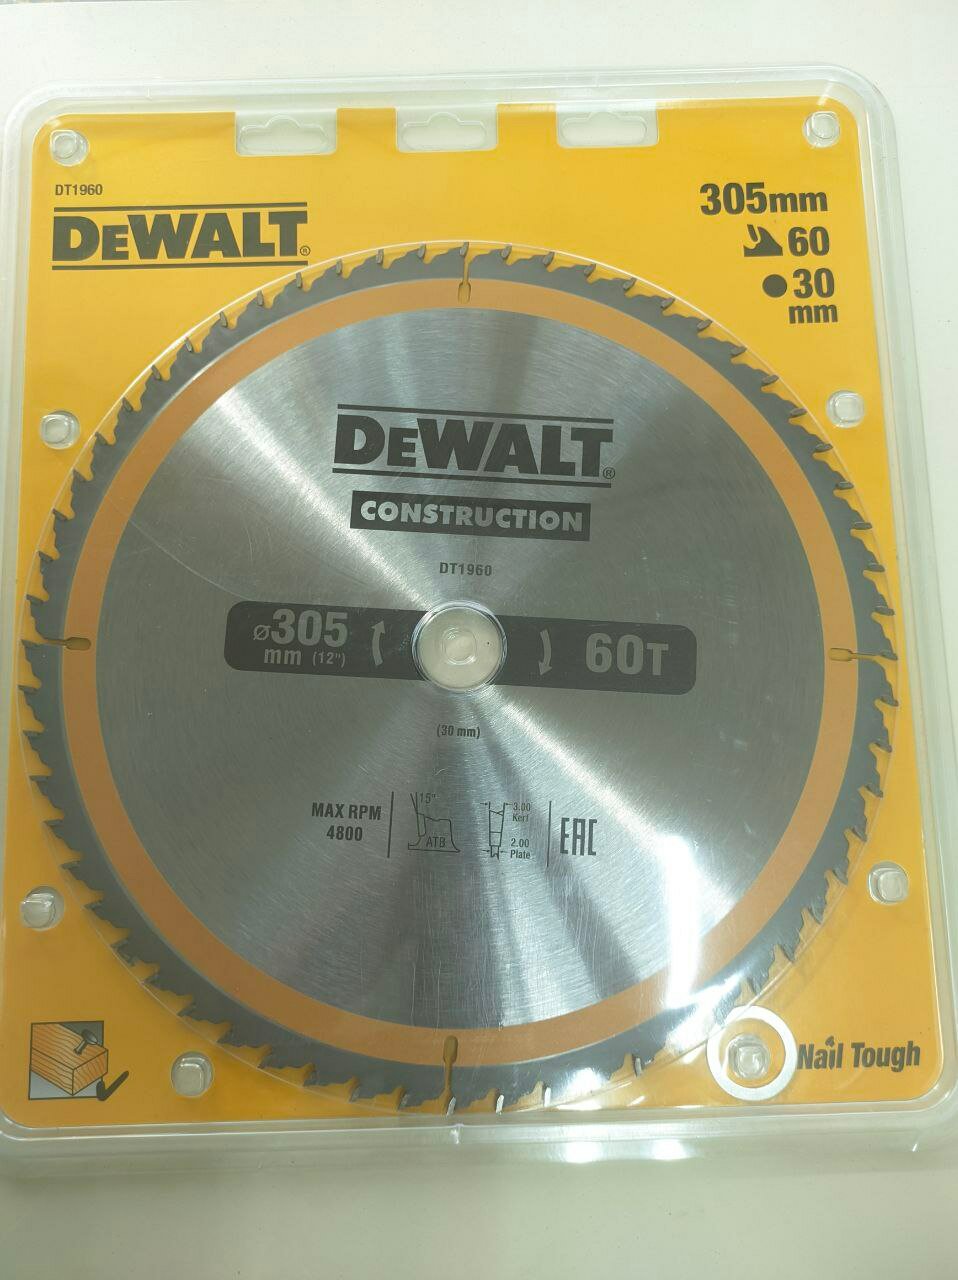 DT1960
DEWALT®
305mm
60
30
mm
DEWALT®
CONSTRUCTION
DT1960
ø305
mm (12")
60T
(30 mm)
MAX RPM
4800
15°
ATB
3.00
Kerf
2.00
Plate
EAC
Nail Tough